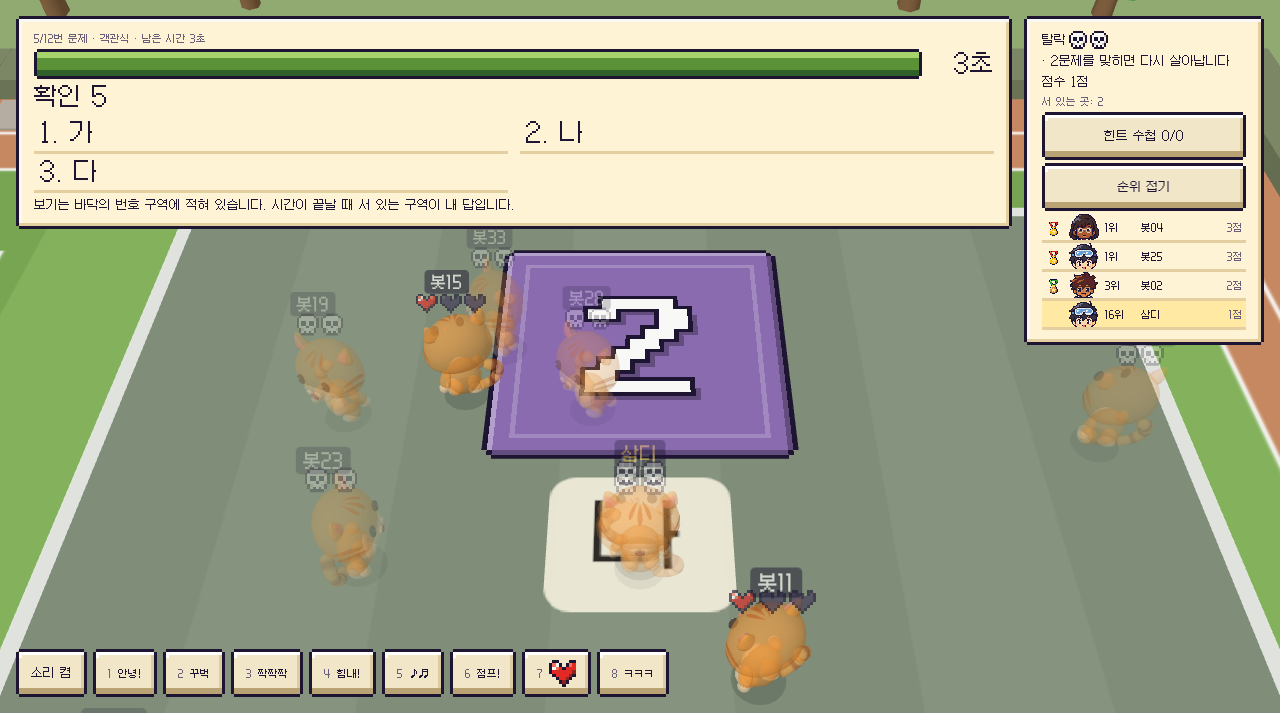 5/12번 문제 · 객관식 · 남은 시간 3초
3초
확인 5
1. 가
2. 나
3. 다
보기는 바닥의 번호 구역에 적혀 있습니다. 시간이 끝날 때 서 있는 구역이 내 답입니다.
탈락
· 2문제를 맞히면 다시 살아납니다
점수 1점
서 있는 곳: 2
힌트 수첩 0/0
순위 접기
1위 봇04 3점
1위 봇25 3점
3위 봇02 2점
16위 삼디 1점
봇33
봇15
봇19
2
삼디
봇23
나
봇11
소리 켬
1 안녕!
2 꾸벅
3 짝짝짝
4 힘내!
5 ♪♬
6 점프!
7
8 ㅋㅋㅋ